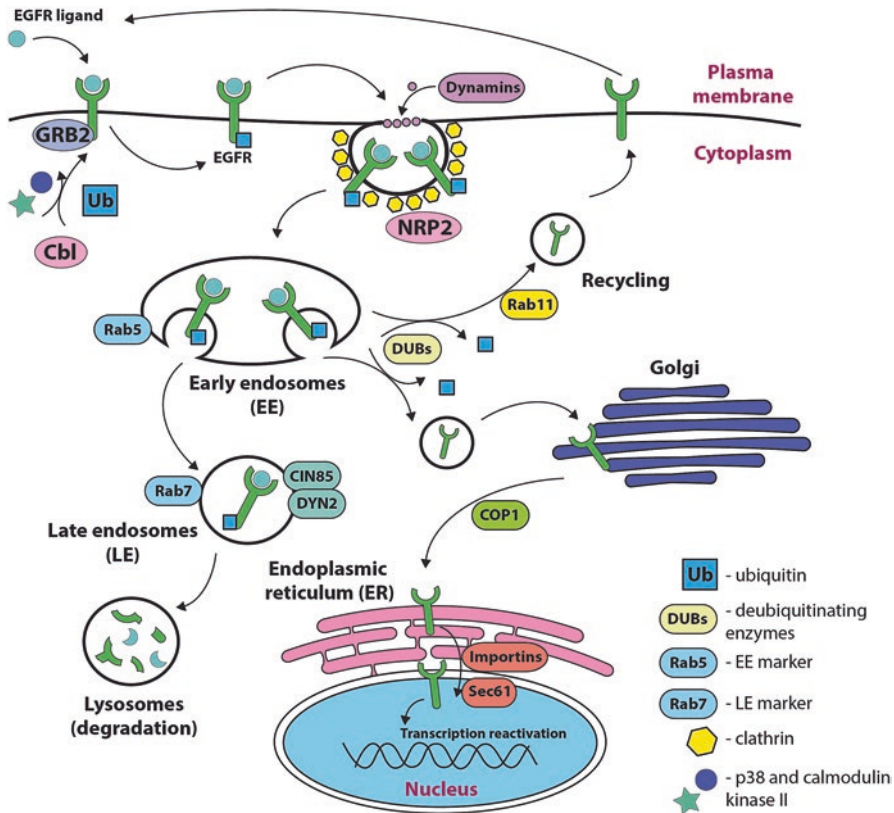 EGFR ligand
Plasma
membrane
Dynamins
GRB2
EGFR
Cytoplasm
Ub
NRP2
Cbl
Recycling
Rab11
Rab5
DUBs
Early endosomes
(EE)
Golgi
CIN85
Rab7
DYN2
COP1
Late endosomes
(LE)
Endoplasmic
reticulum (ER)
Ub - ubiquitin
DUBs - deubiquitinating
enzymes
Importins
Rab5 - EE marker
Sec61
Lysosomes
(degradation)
Rab7 - LE marker
Transcription reactivation
- clathrin
Nucleus
- p38 and calmodulin
kinase II